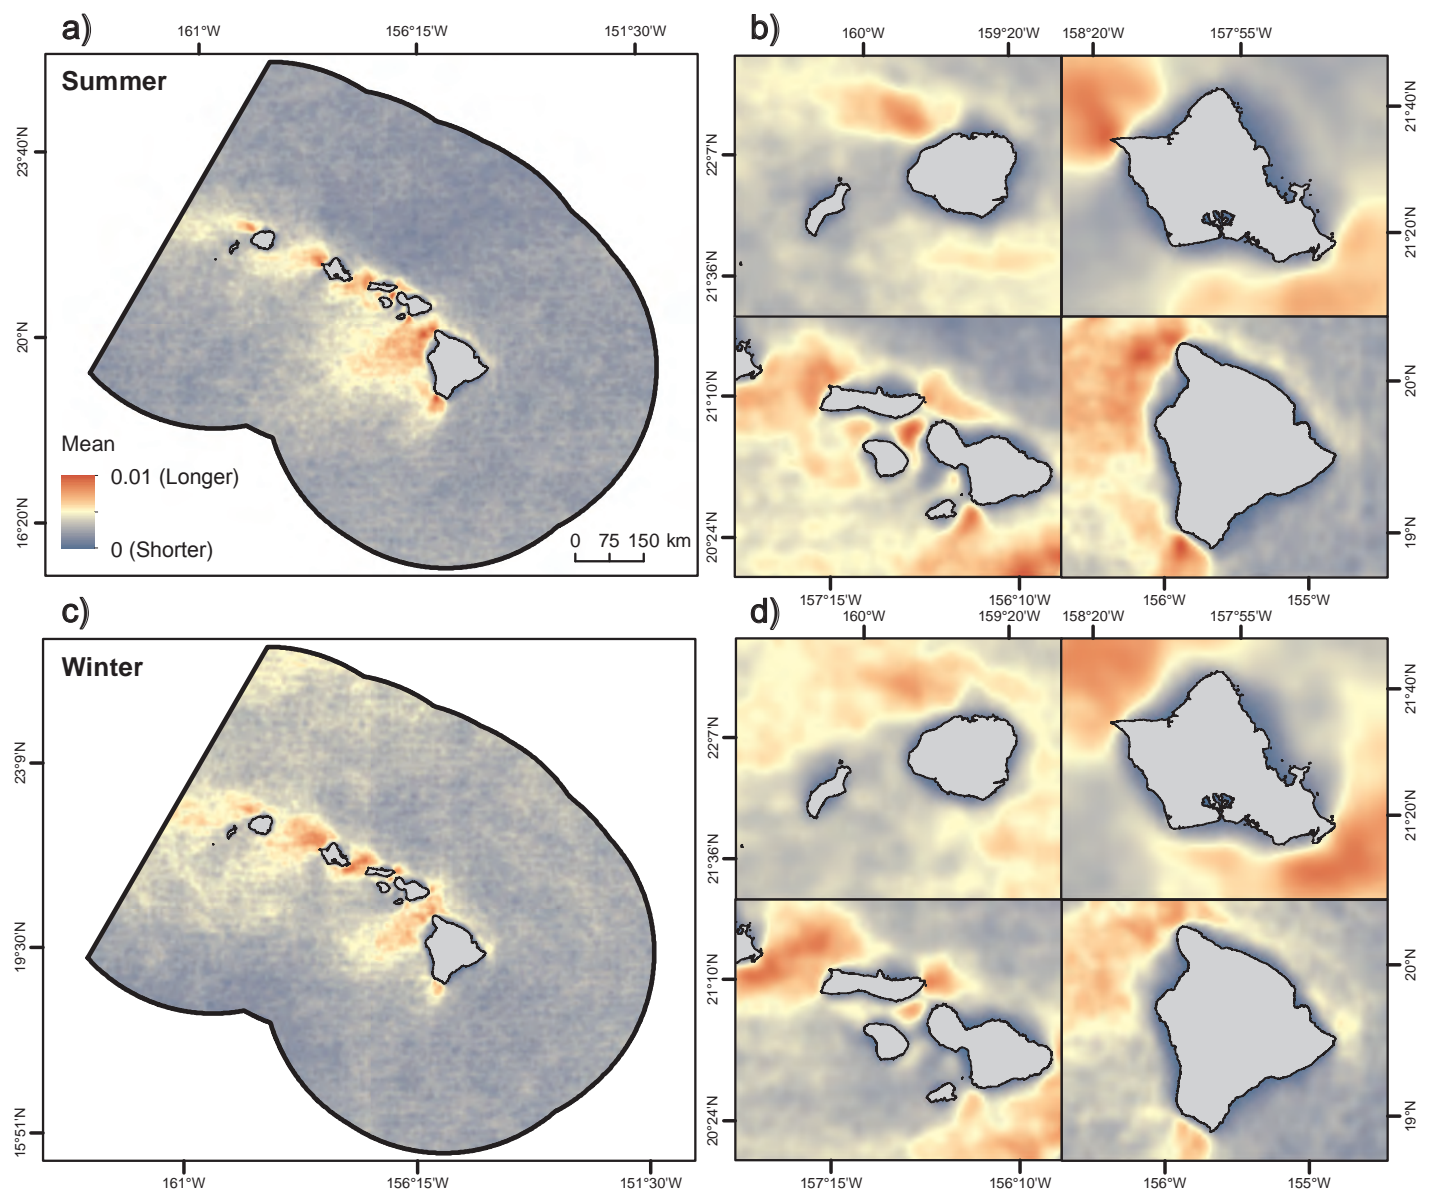 a)
161°W 156°15'W 151°30'W
Summer
23°40'N
20°N
16°20'N
Mean
0.01 (Longer)
0 (Shorter)
0 75 150 km
b)
160°W 159°20'W 158°20'W 157°55'W
22°7'N
21°36'N
21°40'N
21°20'N
21°10'N
20°24'N
20°N
19°N
157°15'W 156°10'W 156°W 155°W
c)
Winter
23°9'N
19°30'N
15°51'N
161°W 156°15'W 151°30'W
d)
160°W 159°20'W 158°20'W 157°55'W
22°7'N
21°36'N
21°40'N
21°20'N
21°10'N
20°24'N
20°N
19°N
157°15'W 156°10'W 156°W 155°W